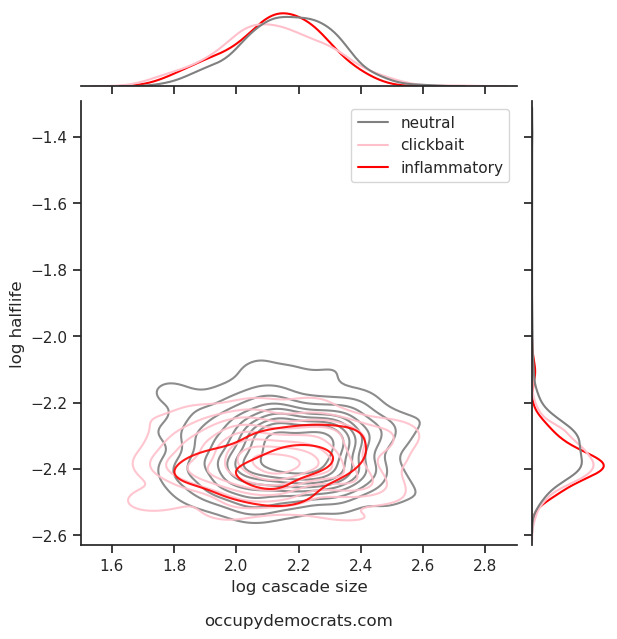 neutral
clickbait
inflammatory
−1.4
−1.6
−1.8
−2.0
−2.2
−2.4
−2.6
log halflife
1.6 1.8 2.0 2.2 2.4 2.6 2.8
log cascade size
occupydemocrats.com